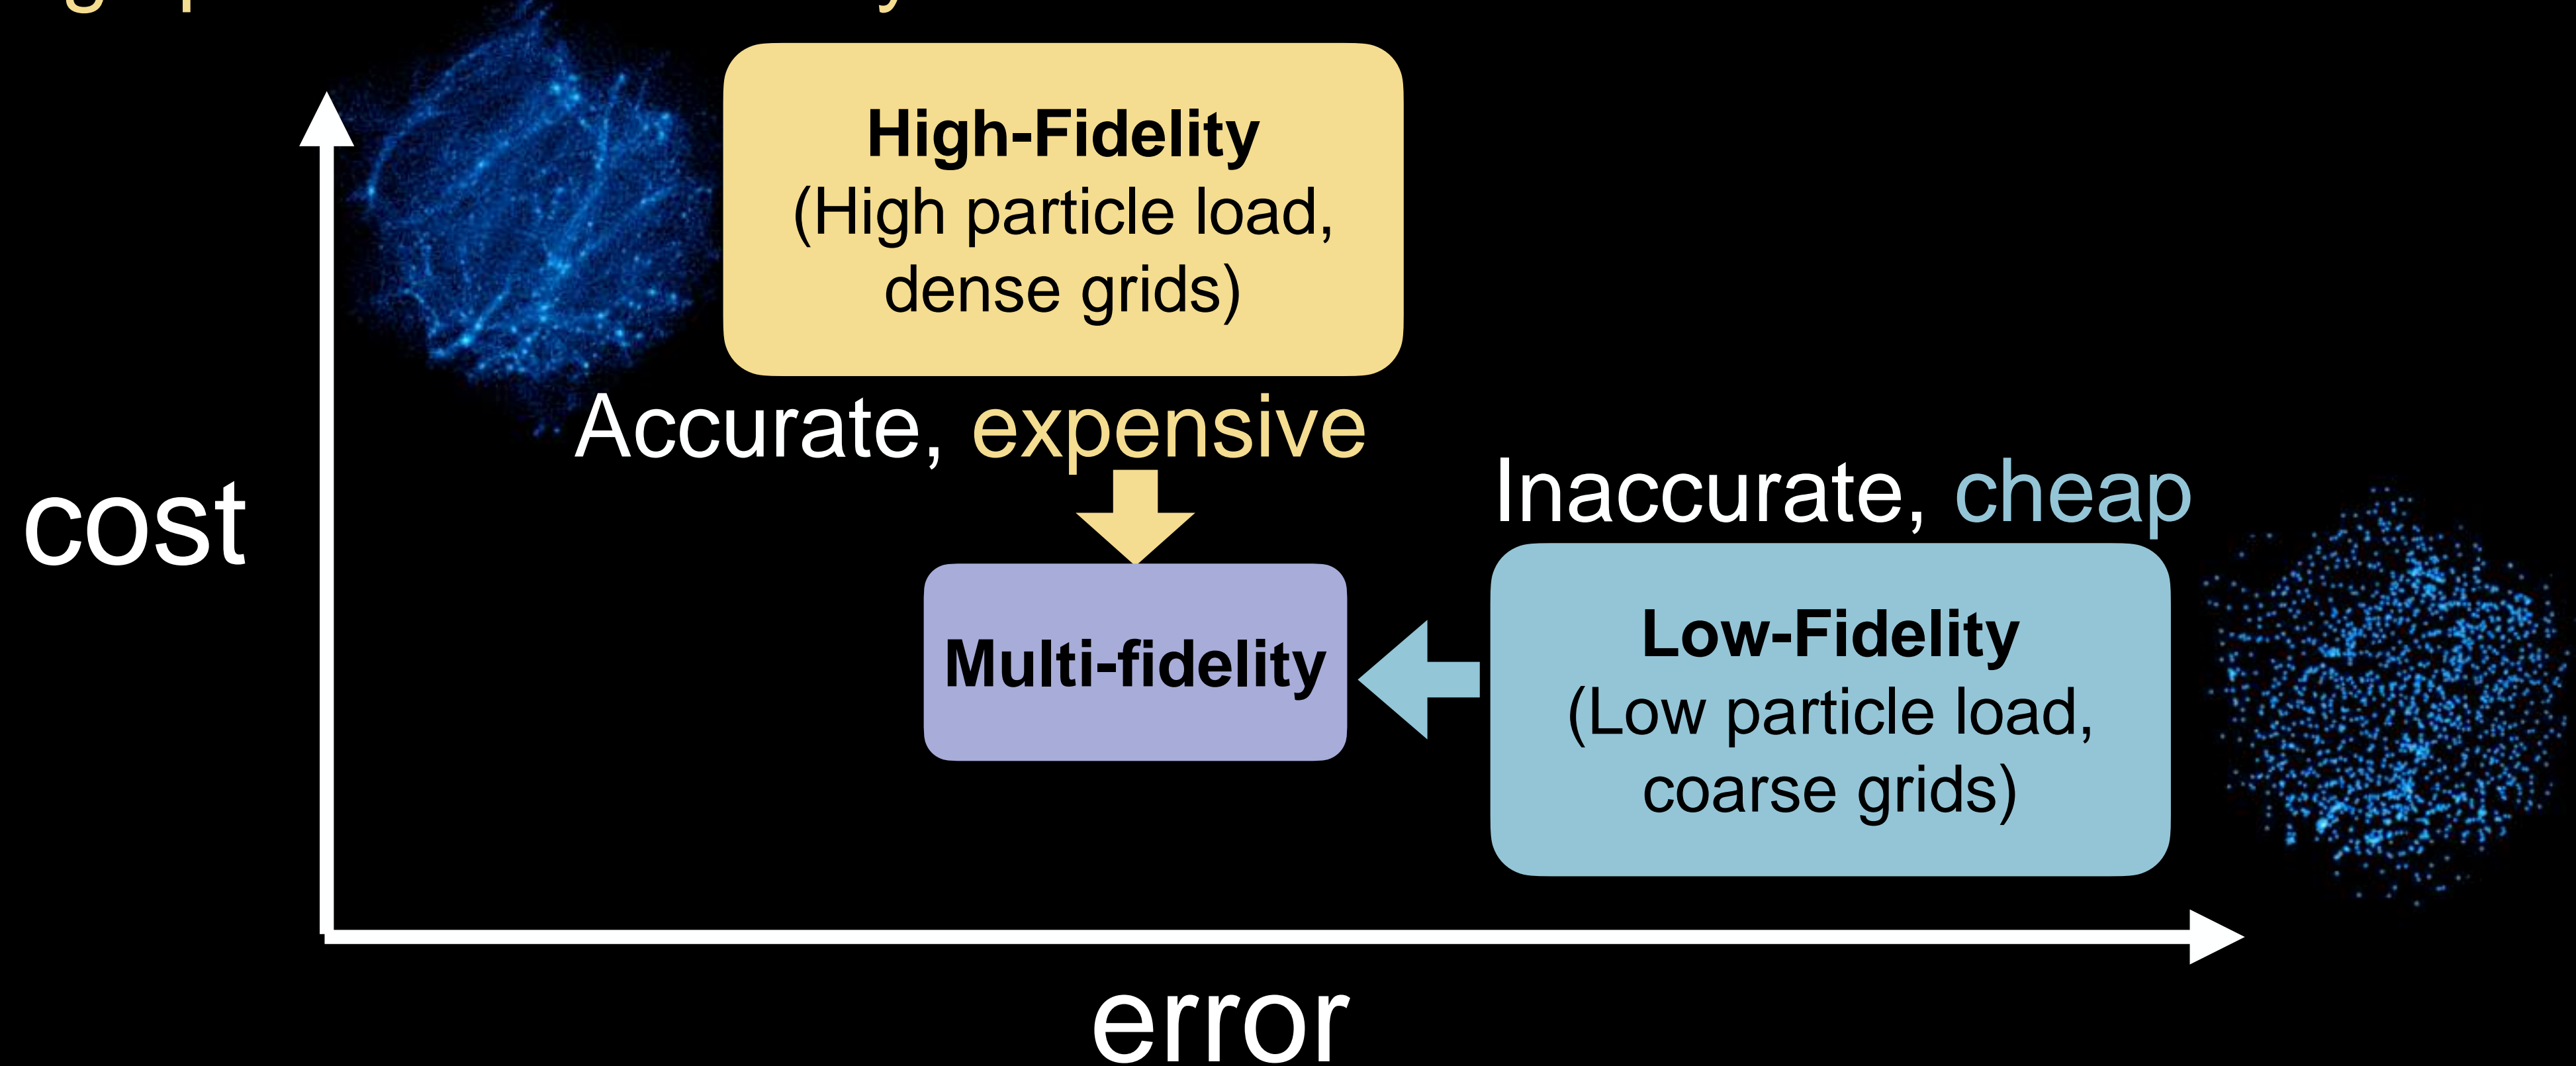 High-Fidelity
(High particle load,
dense grids)
Accurate, expensive
cost
Inaccurate, cheap
Multi-fidelity
Low-Fidelity
(Low particle load,
coarse grids)
error